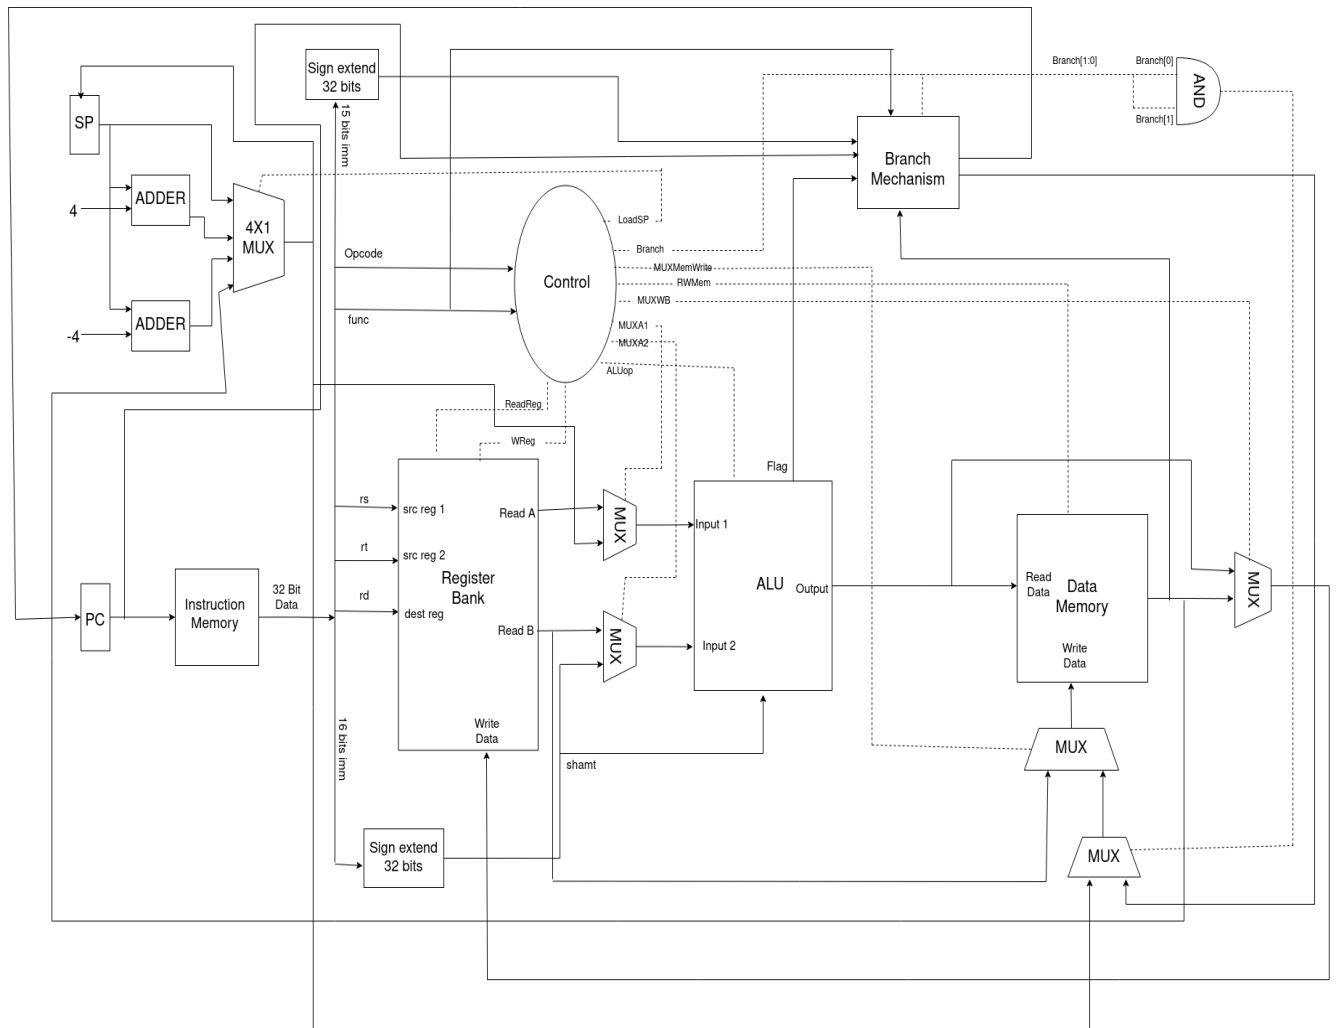 Sign extend
32 bits
15 bits imm
SP
ADDER
4
4X1
MUX
ADDER
-4
Opcode
func
Control
LoadSP
Branch
MUXMemWrite
RWMem
MUXWB
MUXA1
MUXA2
ALUop
ReadReg
WReg
Branch
Mechanism
Branch[1:0]
Branch[0]
Branch[1]
AND
Flag
PC
Instruction
Memory
32 Bit
Data
rs
rt
rd
src reg 1
src reg 2
dest reg
Register
Bank
Read A
Read B
Write
Data
MUX
MUX
Input 1
Input 2
ALU
Output
Read
Data
Data
Memory
Write
Data
MUX
MUX
MUX
shamt
16 bits imm
Sign extend
32 bits